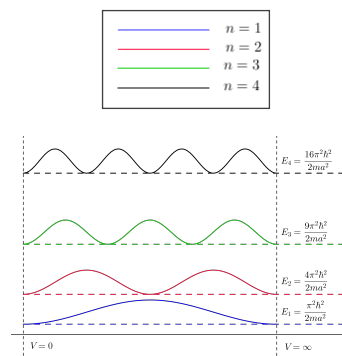 n = 1
n = 2
n = 3
n = 4
E₄ = 16π²ħ²/2ma²
E₃ = 9π²ħ²/2ma²
E₂ = 4π²ħ²/2ma²
E₁ = π²ħ²/2ma²
V = 0
V = ∞